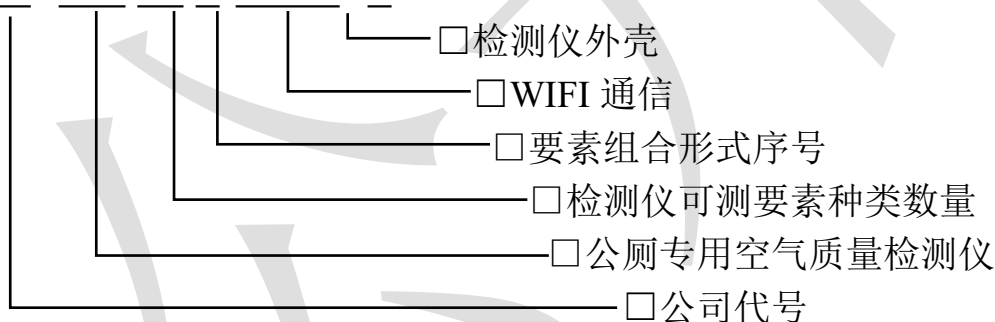 □检测仪外壳
□WIFI 通信
□要素组合形式序号
□检测仪可测要素种类数量
□公厕专用空气质量检测仪
□公司代号